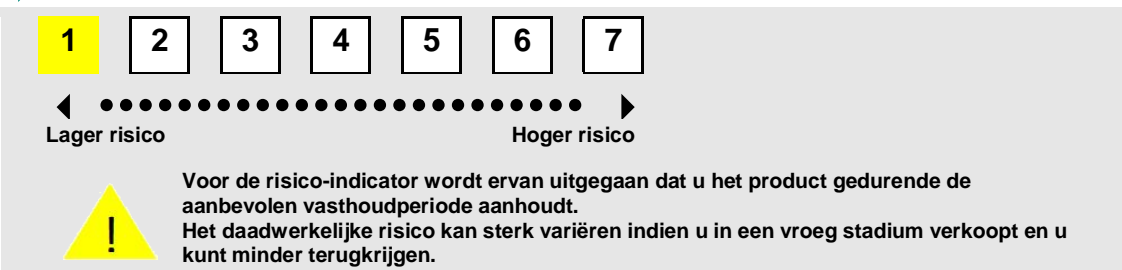 1 2 3 4 5 6 7
Lager risico Hoger risico
Voor de risico-indicator wordt ervan uitgegaan dat u het product gedurende de
aanbevolen vasthoudperiode aanhoudt.
!
Het daadwerkelijke risico kan sterk variëren indien u in een vroeg stadium verkoopt en u
kunt minder terugkrijgen.